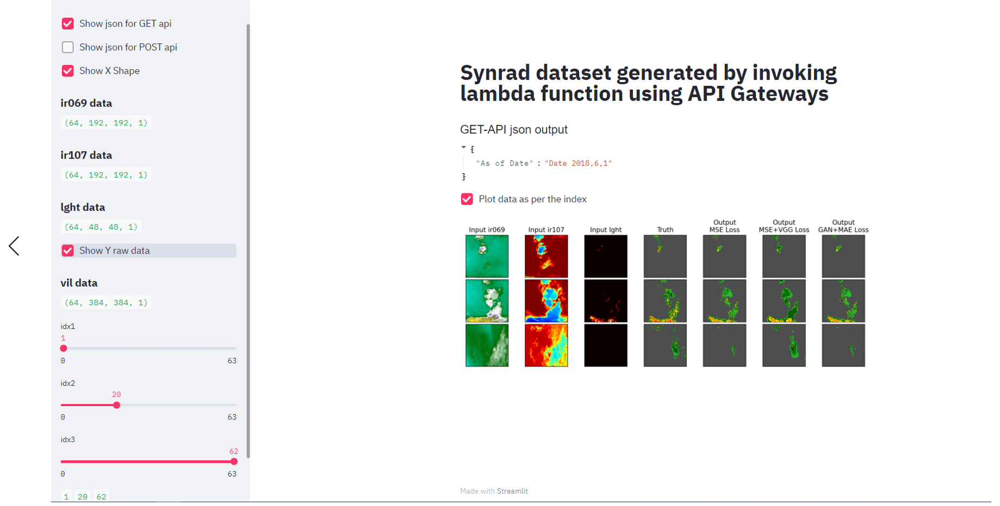 Show json for GET api
Show json for POST api
Show X Shape
ir069 data
(64, 192, 192, 1)
ir107 data
(64, 192, 192, 1)
lght data
(64, 48, 48, 1)
Show Y raw data
vil data
(64, 384, 384, 1)
idx1
1
0 63
idx2
20
0 63
idx3
62
0 63
1 20 62
Synrad dataset generated by invoking
lambda function using API Gateways
GET-API json output
{
"As of Date" : "Date 2018,6,1"
}
Plot data as per the index
Input ir069 Input ir107 Input lght Truth Output MSE Loss Output MSE+VGG Loss Output GAN+MAE Loss
Made with Streamlit